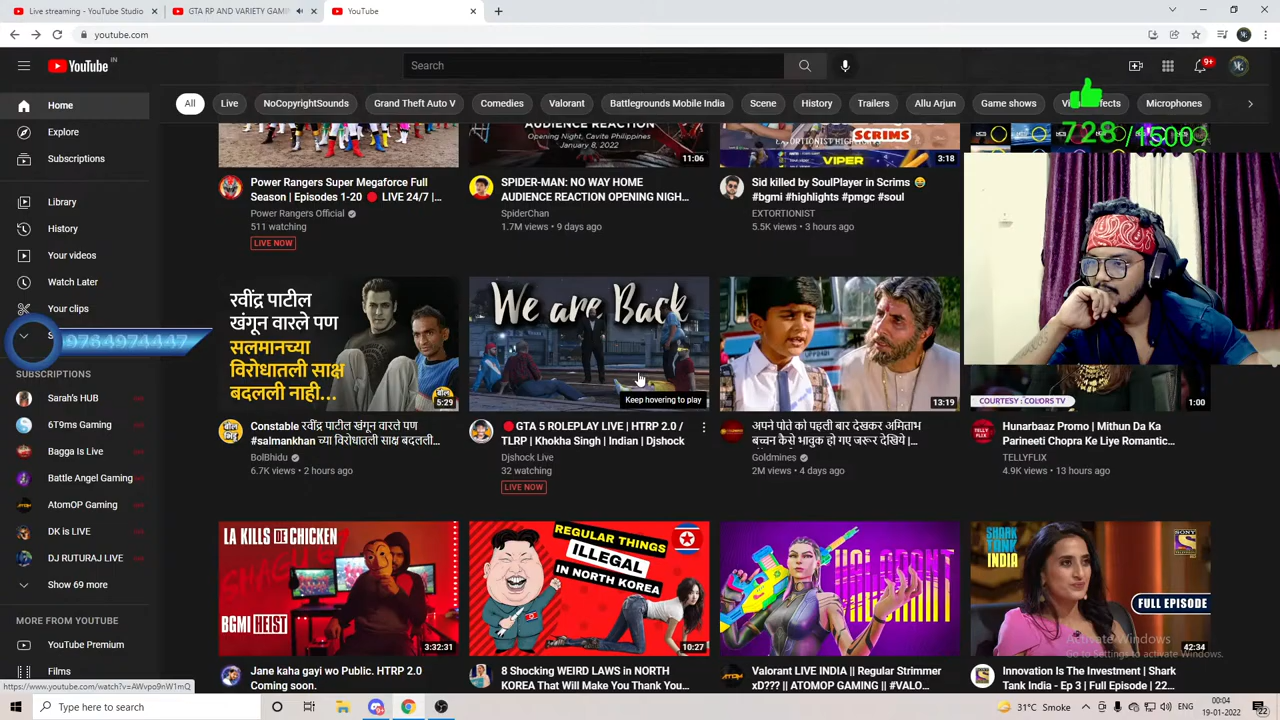 Live streaming - YouTube Studio
GTA RP AND VARIETY GAMI
YouTube
youtube.com
YouTube IN
Search
9+
All
Live
NoCopyrightSounds
Grand Theft Auto V
Comedies
Valorant
Battlegrounds Mobile India
Scene
History
Trailers
Allu Arjun
Game shows
Microphones
728/1500
Home
Explore
Subscriptions
Library
History
Your videos
Watch Later
Your clips
9764974447
SUBSCRIPTIONS
Sarah's HUB
6T9ms Gaming
Bagga Is Live
Battle Angel Gaming
AtomOP Gaming
DK is LIVE
DJ RUTURAJ LIVE
Show 69 more
MORE FROM YOUTUBE
YouTube Premium
Films
https://www.youtube.com/watch?v=AWvpo9nW1mQ
AUDIENCE REACTION
Opening Night, Cavite Philippines
January 8, 2022
11:06
SCRIMS
VIPER
3:18
Power Rangers Super Megaforce Full
Season | Episodes 1-20 🔴 LIVE 24/7 |...
Power Rangers Official
511 watching
LIVE NOW
SPIDER-MAN: NO WAY HOME
AUDIENCE REACTION OPENING NIGH...
SpiderChan
1.7M views • 9 days ago
Sid killed by SoulPlayer in Scrims 😂
#bgmi #highlights #pmgc #soul
EXTORTIONIST
5.5K views • 3 hours ago
रवींद्र पाटील
खंगून वारले पण
सलमानच्या
विरोधातली साक्ष
बदलली नाही...
बोल भिडू
5:29
We are Back
Keep hovering to play
13:19
COURTESY : COLORS TV
1:00
Constable रवींद्र पाटील खंगून वारले पण
#salmankhan च्या विरोधातली साक्ष बदलली...
BolBhidu
6.7K views • 2 hours ago
🔴GTA 5 ROLEPLAY LIVE | HTRP 2.0 /
TLRP | Khokha Singh | Indian | Djshock
Djshock Live
32 watching
LIVE NOW
अपने पोते को पहली बार देखकर अमिताभ
बच्चन कैसे भावुक हो गए जरूर देखिये |...
Goldmines
2M views • 4 days ago
TELLY FLIX
Hunarbaaz Promo | Mithun Da Ka
Parineeti Chopra Ke Liye Romantic...
TELLYFLIX
4.9K views • 13 hours ago
LA KILLS DE CHICKEN
BGMI HEIST
3:32:31
REGULAR THINGS
ILLEGAL
IN NORTH KOREA
10:27
VALORANT
SHARK
TANK
INDIA
SONY
FULL EPISODE
42:34
Jane kaha gayi wo Public. HTRP 2.0
Coming soon.
8 Shocking WEIRD LAWS in NORTH
KOREA That Will Make You Thank You...
Valorant LIVE INDIA || Regular Strimmer
xD??? || ATOMOP GAMING || #VALO...
Innovation Is The Investment | Shark
Tank India - Ep 3 | Full Episode | 22...
Activate Windows
Go to Settings to activate Windows.
Type here to search
31°C Smoke
ENG
00:04
19-01-2022
22